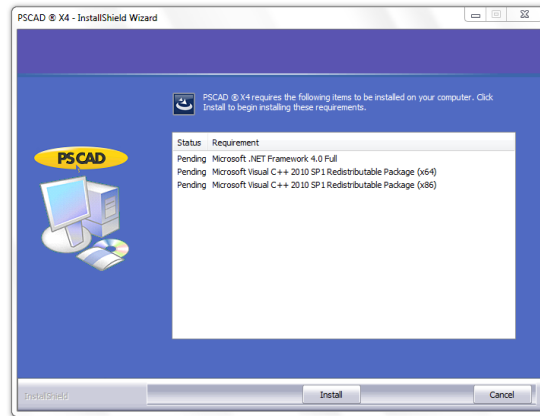 PSCAD ® X4 - InstallShield Wizard
PSCAD ® X4 requires the following items to be installed on your computer. Click
Install to begin installing these requirements.
Status Requirement
Pending Microsoft .NET Framework 4.0 Full
Pending Microsoft Visual C++ 2010 SP1 Redistributable Package (x64)
Pending Microsoft Visual C++ 2010 SP1 Redistributable Package (x86)
PSCAD
InstallShield
Install
Cancel